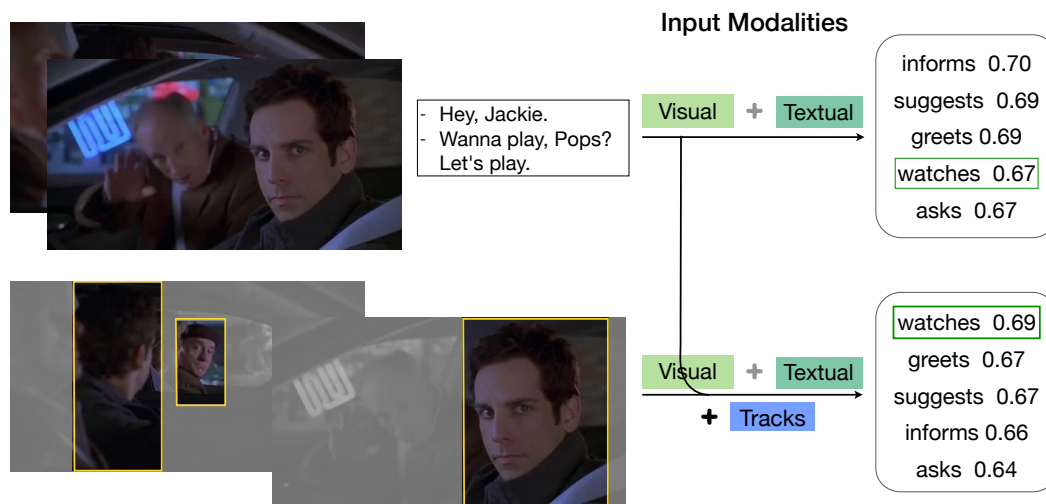 Input Modalities
- Hey, Jackie.
- Wanna play, Pops?
Let's play.
Visual + Textual
informs 0.70
suggests 0.69
greets 0.69
watches 0.67
asks 0.67
Visual + Textual
+ Tracks
watches 0.69
greets 0.67
suggests 0.67
informs 0.66
asks 0.64